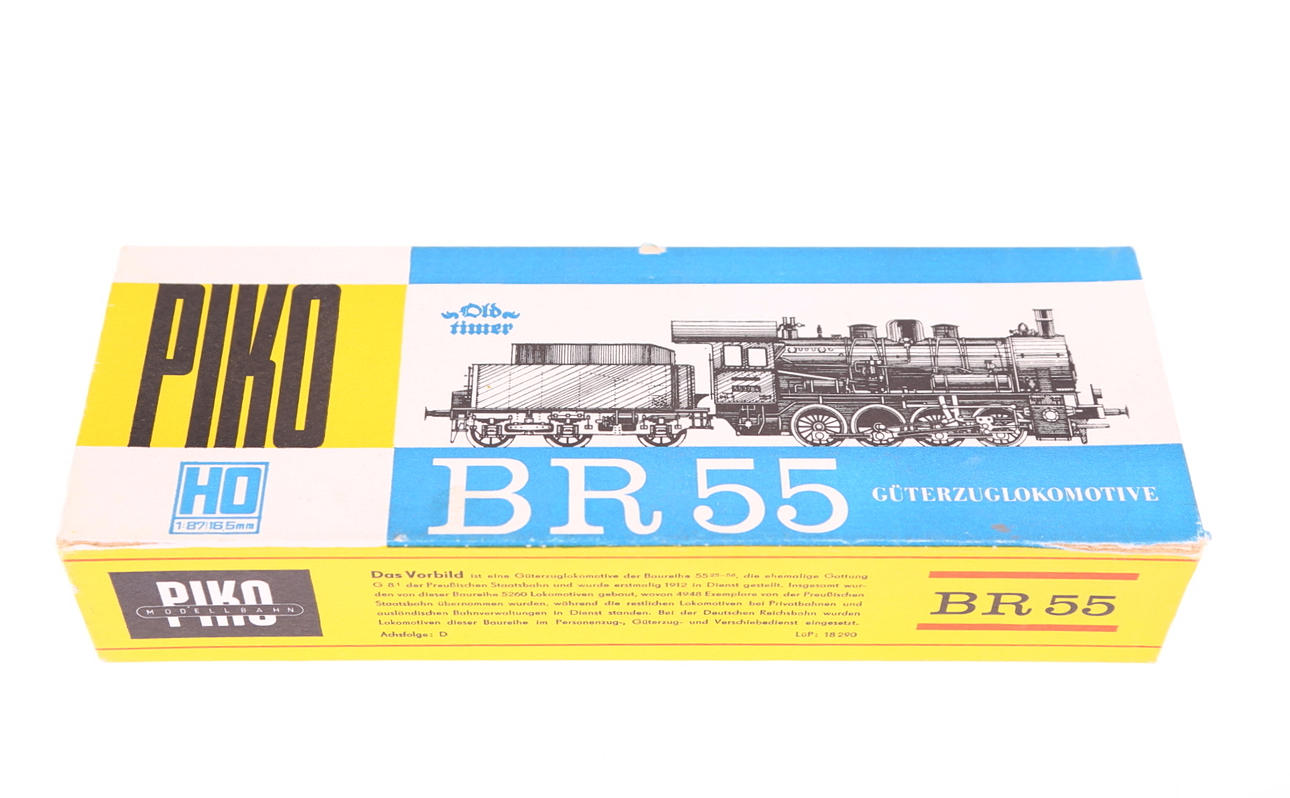 PIKO
Old
timer
HO
1:87/16,5mm
BR 55
GÜTERZUGLOKOMOTIVE
PIKO
MODELLBAHN
Das Vorbild ist eine Güterzuglokomotive der Baureihe 55 25–56, die ehemalige Gattung
G 8¹ der Preußischen Staatsbahn und wurde erstmalig 1912 in Dienst gestellt. Insgesamt wur-
den von dieser Baureihe 5260 Lokomotiven gebaut, wovon 4948 Exemplare von der Preußischen
Staatsbahn übernommen wurden, während die restlichen Lokomotiven bei Privatbahnen und
ausländischen Bahnverwaltungen in Dienst standen. Bei der Deutschen Reichsbahn wurden
Lokomotiven dieser Baureihe im Personenzug-, Güterzug- und Verschiebedienst eingesetzt.
Achsfolge: D
LüP: 18 290
BR 55